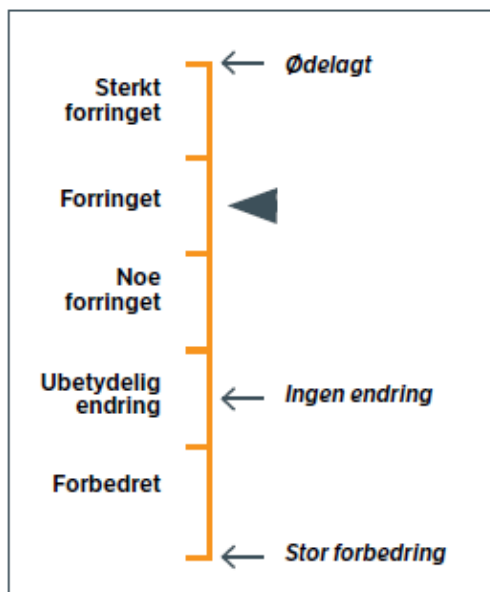 Ødelagt
Sterkt
forringet
Forringet
Noe
forringet
Ubetydelig
endring
Ingen endring
Forbedret
Stor forbedring